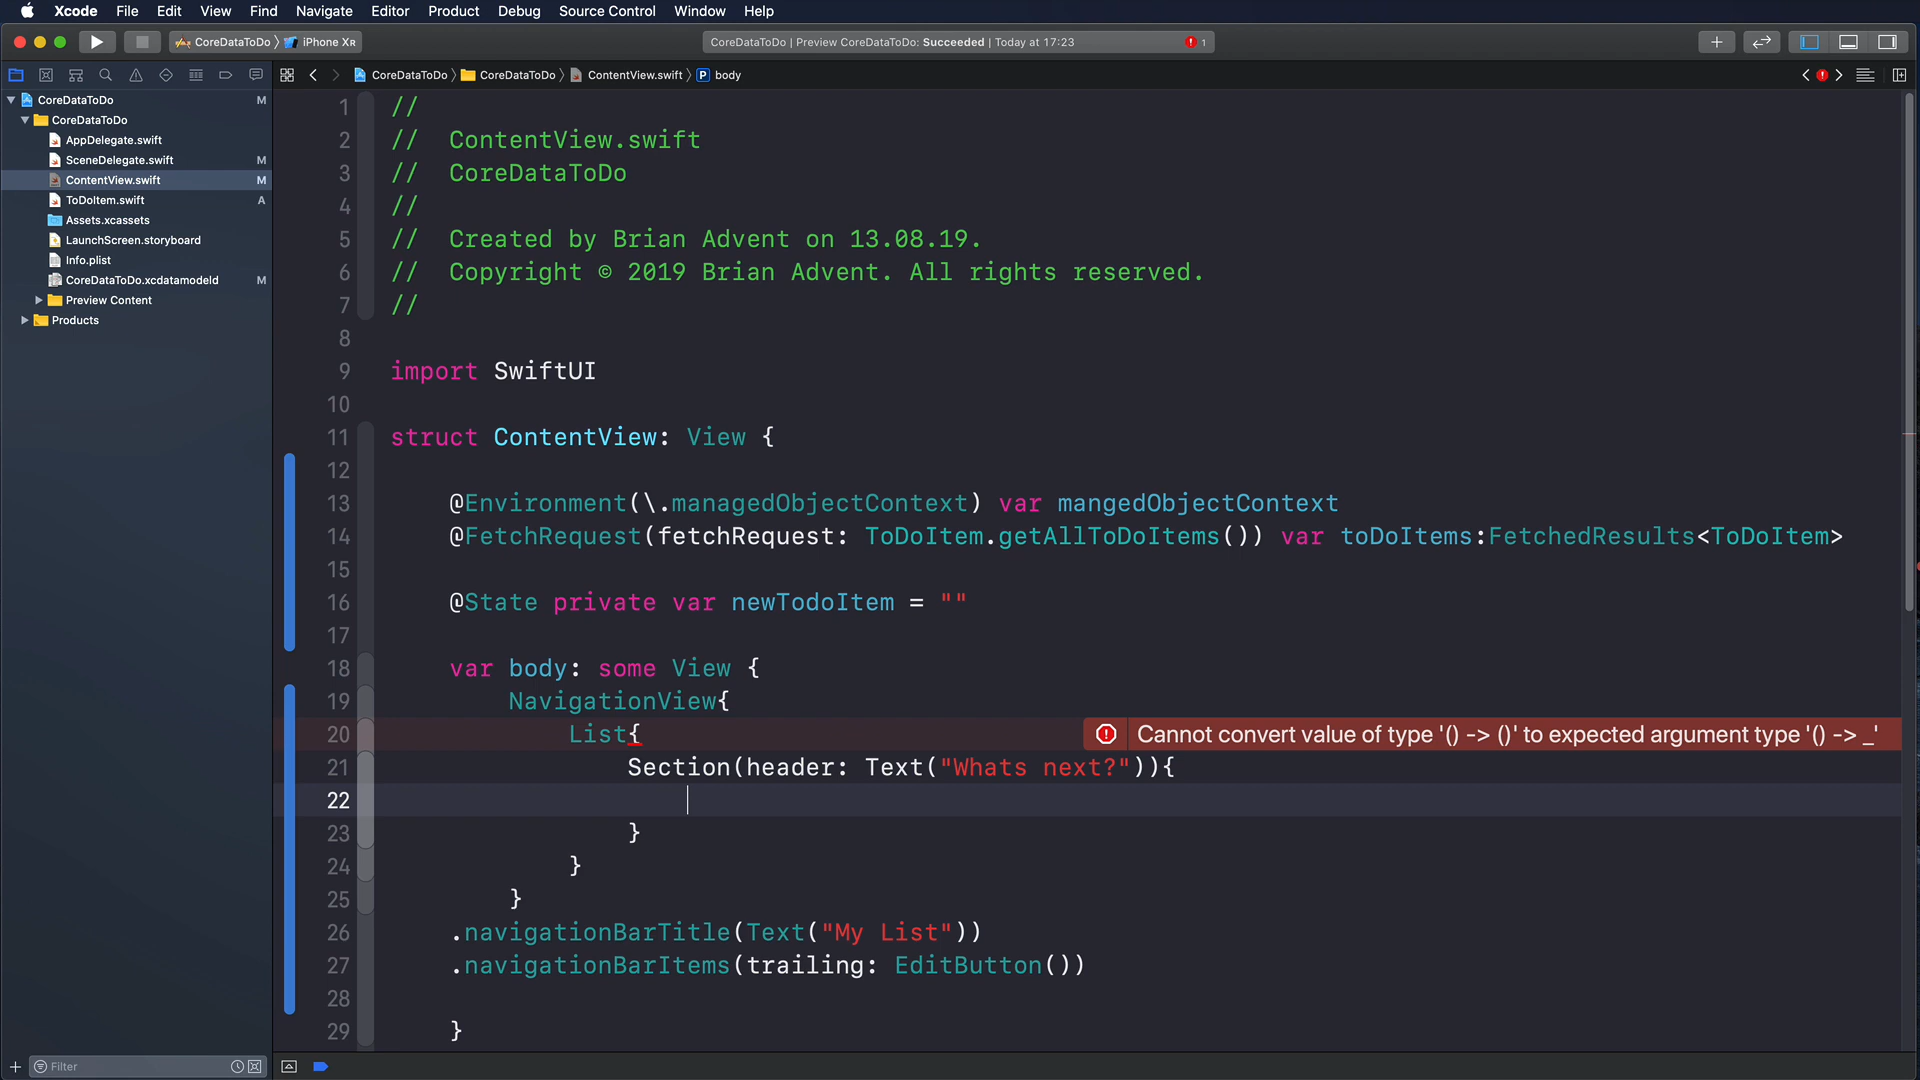 Xcode File Edit View Find Navigate Editor Product Debug Source Control Window Help
CoreDataToDo iPhone XR
CoreDataToDo | Preview CoreDataToDo: Succeeded | Today at 17:23
1
CoreDataToDo CoreDataToDo ContentView.swift P body
CoreDataToDo M
CoreDataToDo
AppDelegate.swift
SceneDelegate.swift M
ContentView.swift M
ToDoItem.swift A
Assets.xcassets
LaunchScreen.storyboard
Info.plist
CoreDataToDo.xcdatamodeld M
Preview Content
Products
Filter
1 //
2 //  ContentView.swift
3 //  CoreDataToDo
4 //
5 //  Created by Brian Advent on 13.08.19.
6 //  Copyright © 2019 Brian Advent. All rights reserved.
7 //
8
9 import SwiftUI
10
11 struct ContentView: View {
12
13     @Environment(\.managedObjectContext) var mangedObjectContext
14     @FetchRequest(fetchRequest: ToDoItem.getAllToDoItems()) var toDoItems:FetchedResults<ToDoItem>
15
16     @State private var newTodoItem = ""
17
18     var body: some View {
19         NavigationView{
20             List{ Cannot convert value of type '() -> ()' to expected argument type '() -> _'
21                 Section(header: Text("Whats next?")){
22
23                 }
24             }
25         }
26     .navigationBarTitle(Text("My List"))
27     .navigationBarItems(trailing: EditButton())
28
29     }